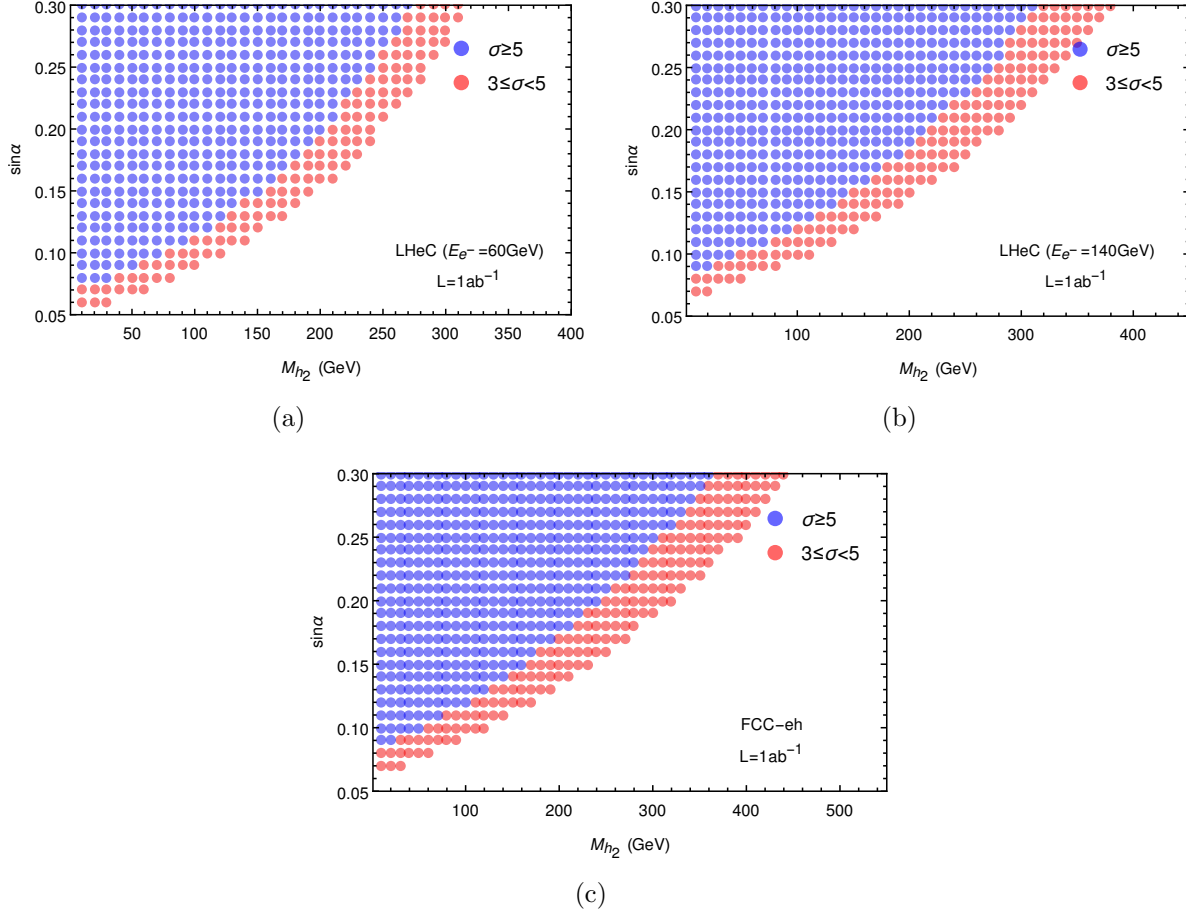 0.30
0.25
0.20
0.15
0.10
0.05
sinα
σ≥5
3≤σ<5
LHeC (E_e−=60GeV)
L=1ab⁻¹
50 100 150 200 250 300 350 400
M_h₂ (GeV)
(a)
0.30
0.25
0.20
0.15
0.10
0.05
sinα
σ≥5
3≤σ<5
LHeC (E_e−=140GeV)
L=1ab⁻¹
100 200 300 400
M_h₂ (GeV)
(b)
0.30
0.25
0.20
0.15
0.10
0.05
sinα
σ≥5
3≤σ<5
FCC−eh
L=1ab⁻¹
100 200 300 400 500
M_h₂ (GeV)
(c)